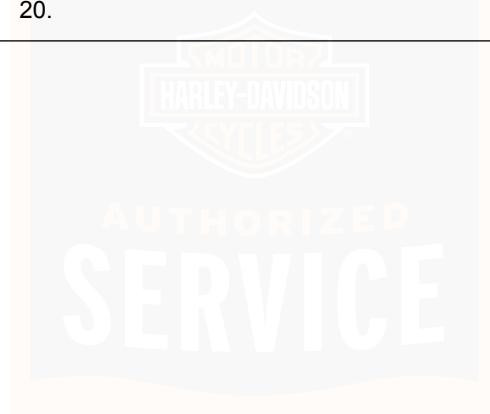 20.
MOTOR
HARLEY-DAVIDSON
CYCLES
AUTHORIZED
SERVICE